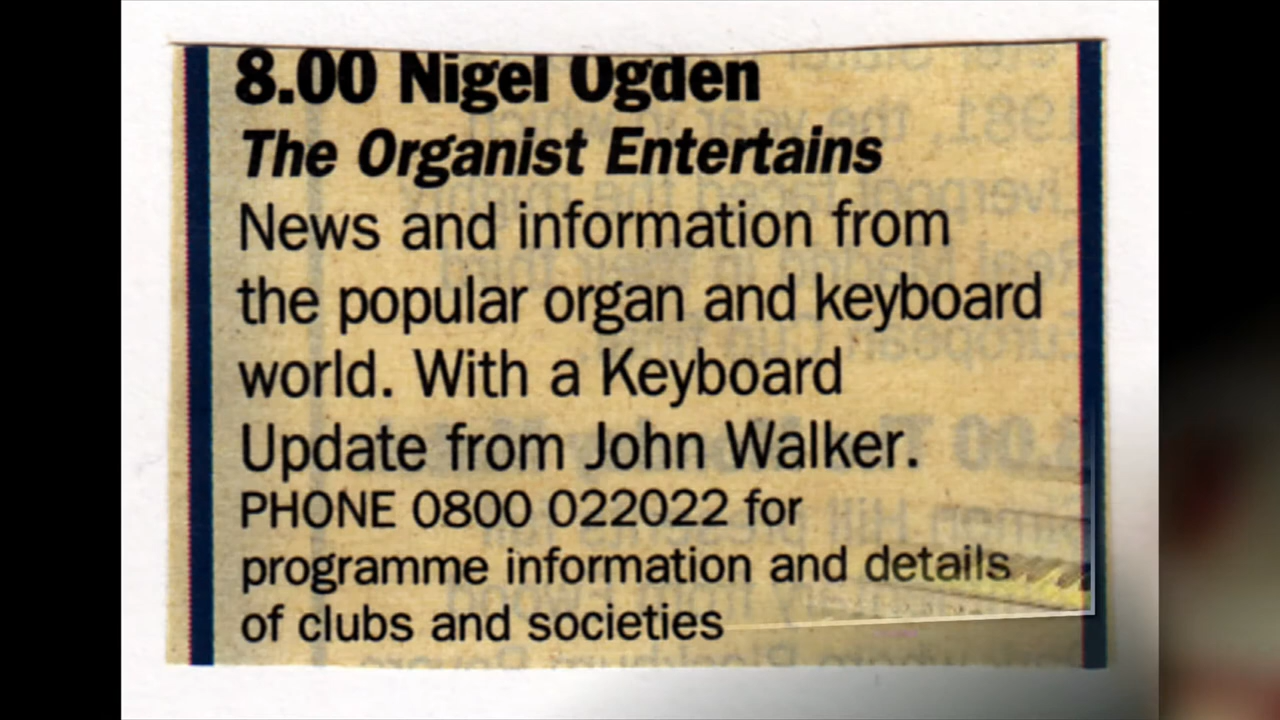 8.00 Nigel Ogden
The Organist Entertains
News and information from
the popular organ and keyboard
world. With a Keyboard
Update from John Walker.
PHONE 0800 022022 for
programme information and details
of clubs and societies